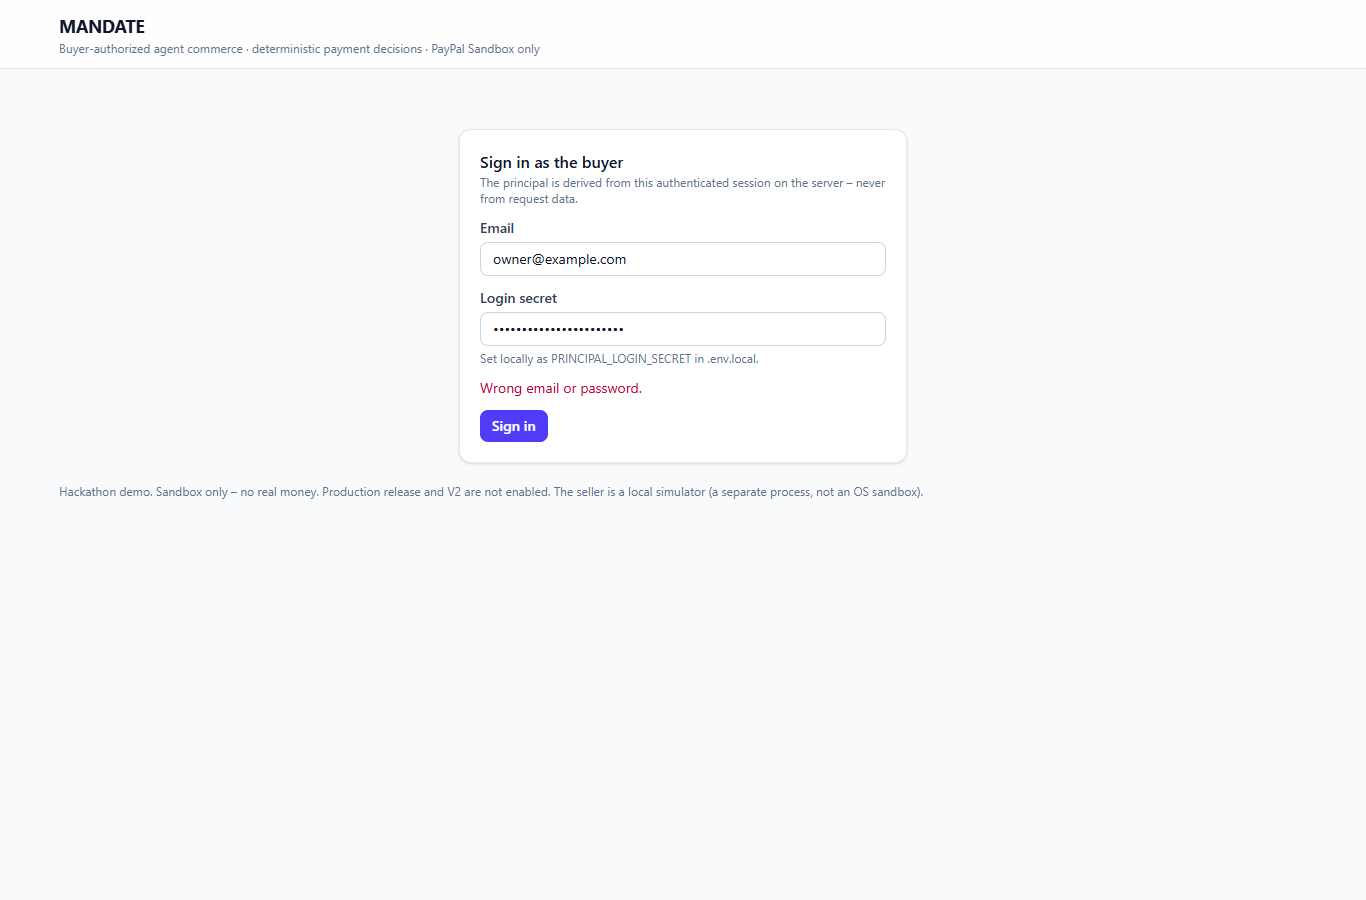 MANDATE
Buyer-authorized agent commerce · deterministic payment decisions · PayPal Sandbox only
Sign in as the buyer
The principal is derived from this authenticated session on the server – never
from request data.
Email
owner@example.com
Login secret
•••••••••••••••••••••••
Set locally as PRINCIPAL_LOGIN_SECRET in .env.local.
Wrong email or password.
Sign in
Hackathon demo. Sandbox only – no real money. Production release and V2 are not enabled. The seller is a local simulator (a separate process, not an OS sandbox).